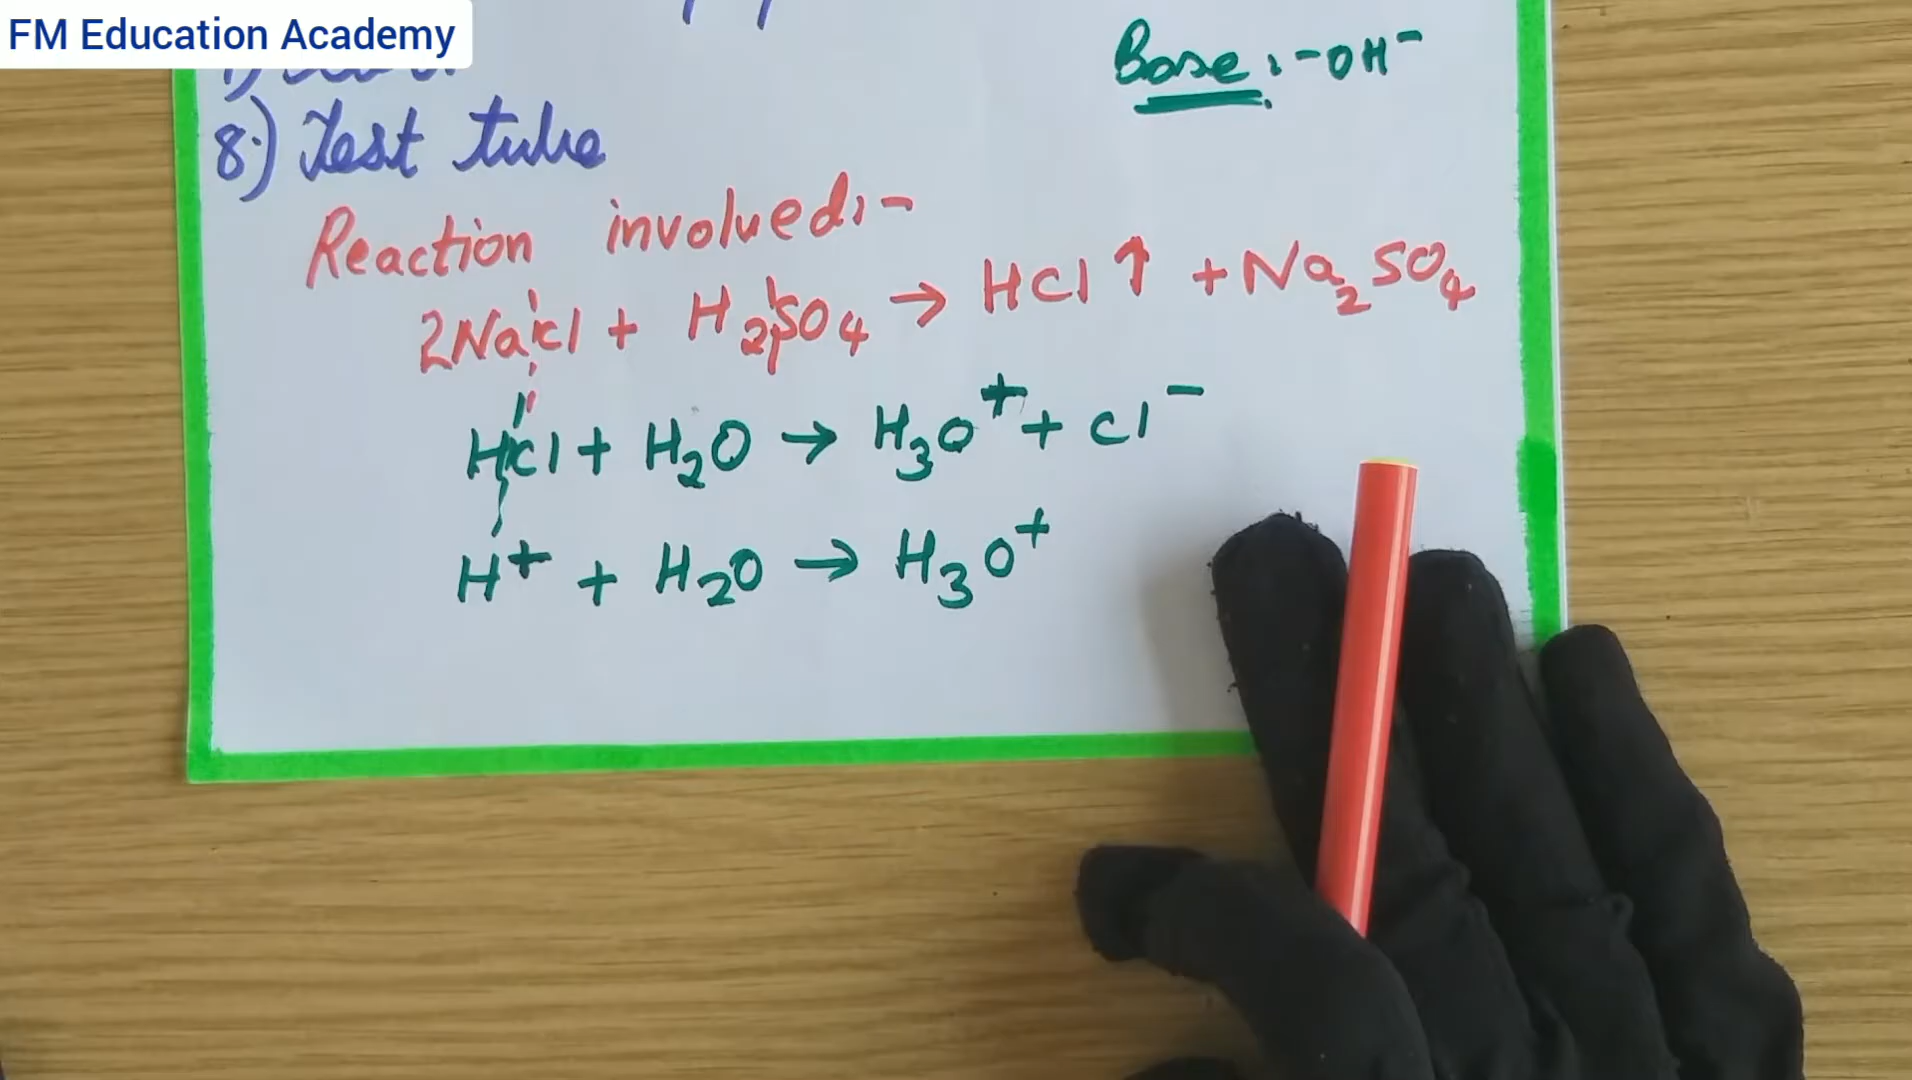 FM Education Academy
Base :- OH⁻
8.) Test tube
Reaction involved:-
2NaCl + H₂SO₄ → HCl ↑ + Na₂SO₄
HCl + H₂O → H₃O⁺ + Cl⁻
H⁺ + H₂O → H₃O⁺